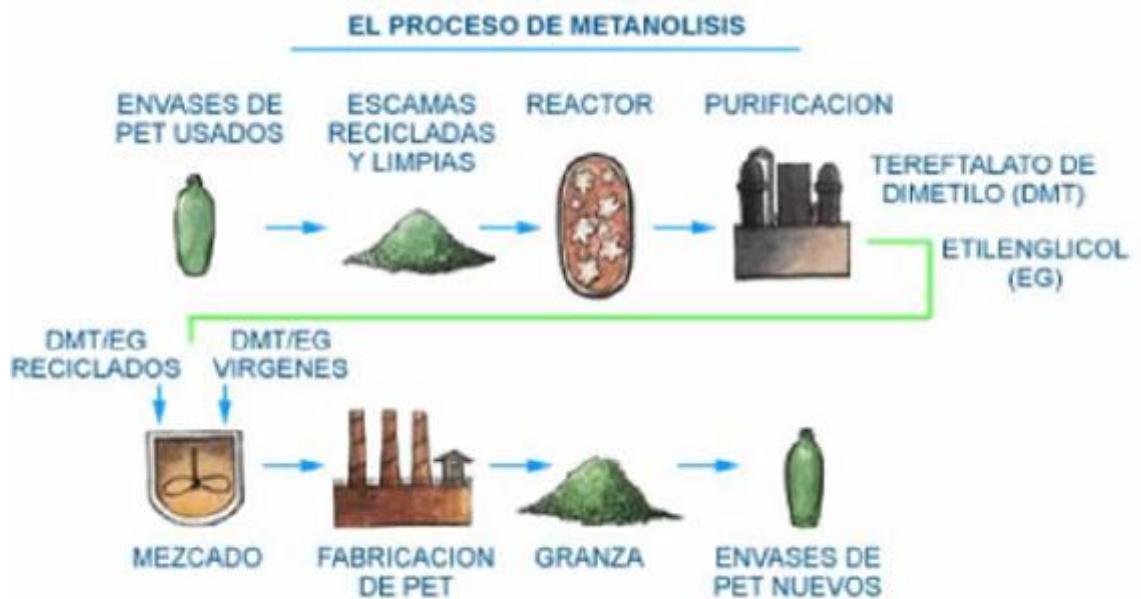 EL PROCESO DE METANOLISIS
ENVASES DE
PET USADOS
ESCAMAS
RECICLADAS
Y LIMPIAS
REACTOR
PURIFICACION
TEREFTALATO DE
DIMETILO (DMT)
ETILENGLICOL
(EG)
DMT/EG
RECICLADOS
DMT/EG
VIRGENES
MEZCADO
FABRICACION
DE PET
GRANZA
ENVASES DE
PET NUEVOS